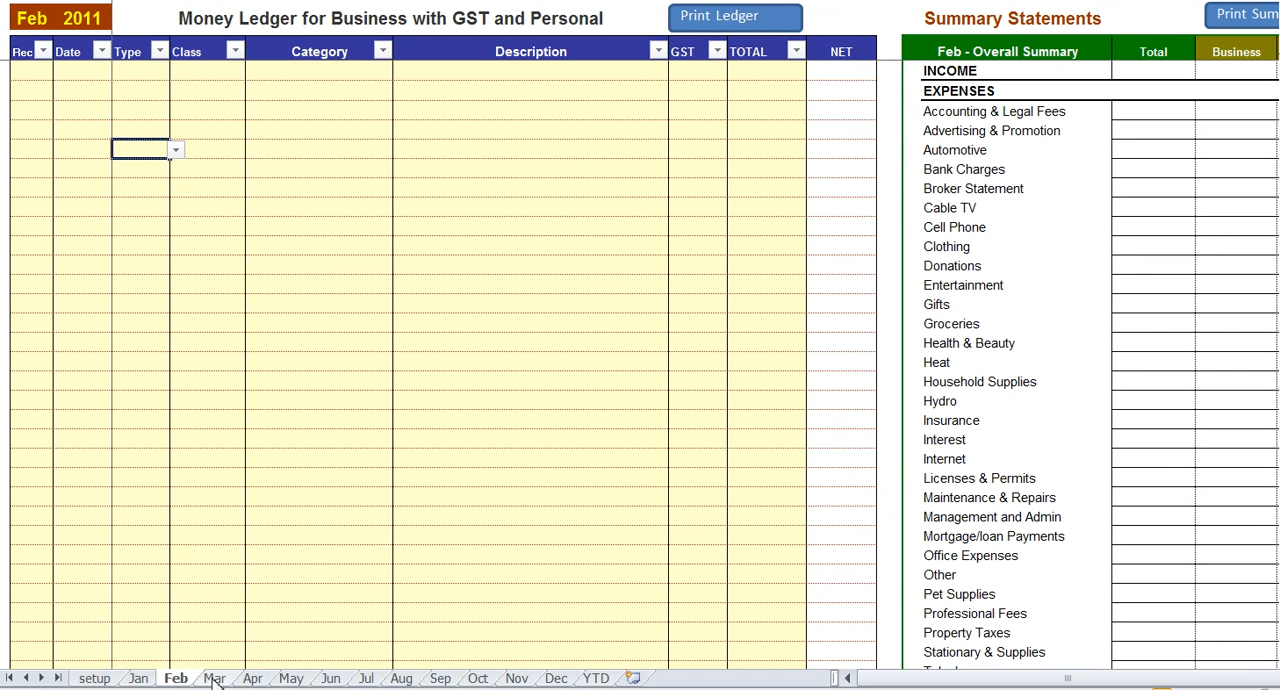 Feb 2011 Money Ledger for Business with GST and Personal Print Ledger Summary Statements Print Sum
Rec Date Type Class Category Description GST TOTAL NET Feb - Overall Summary Total Business
INCOME
EXPENSES
Accounting & Legal Fees
Advertising & Promotion
Automotive
Bank Charges
Broker Statement
Cable TV
Cell Phone
Clothing
Donations
Entertainment
Gifts
Groceries
Health & Beauty
Heat
Household Supplies
Hydro
Insurance
Interest
Internet
Licenses & Permits
Maintenance & Repairs
Management and Admin
Mortgage/loan Payments
Office Expenses
Other
Pet Supplies
Professional Fees
Property Taxes
Stationary & Supplies
setup Jan Feb Mar Apr May Jun Jul Aug Sep Oct Nov Dec YTD